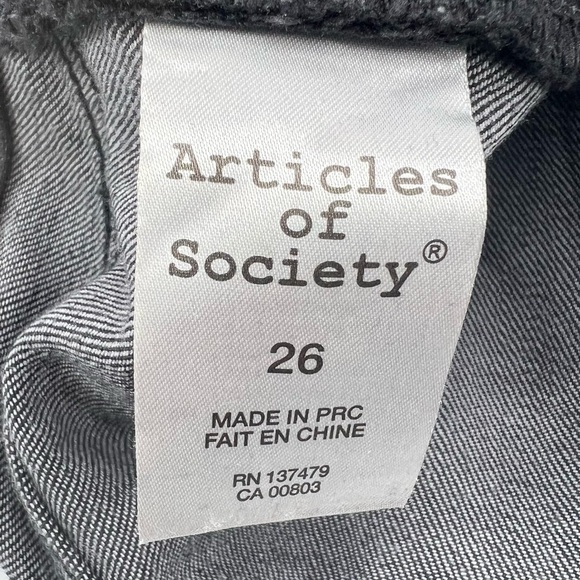 Articles
of
Society®
26
MADE IN PRC
FAIT EN CHINE
RN 137479
CA 00803